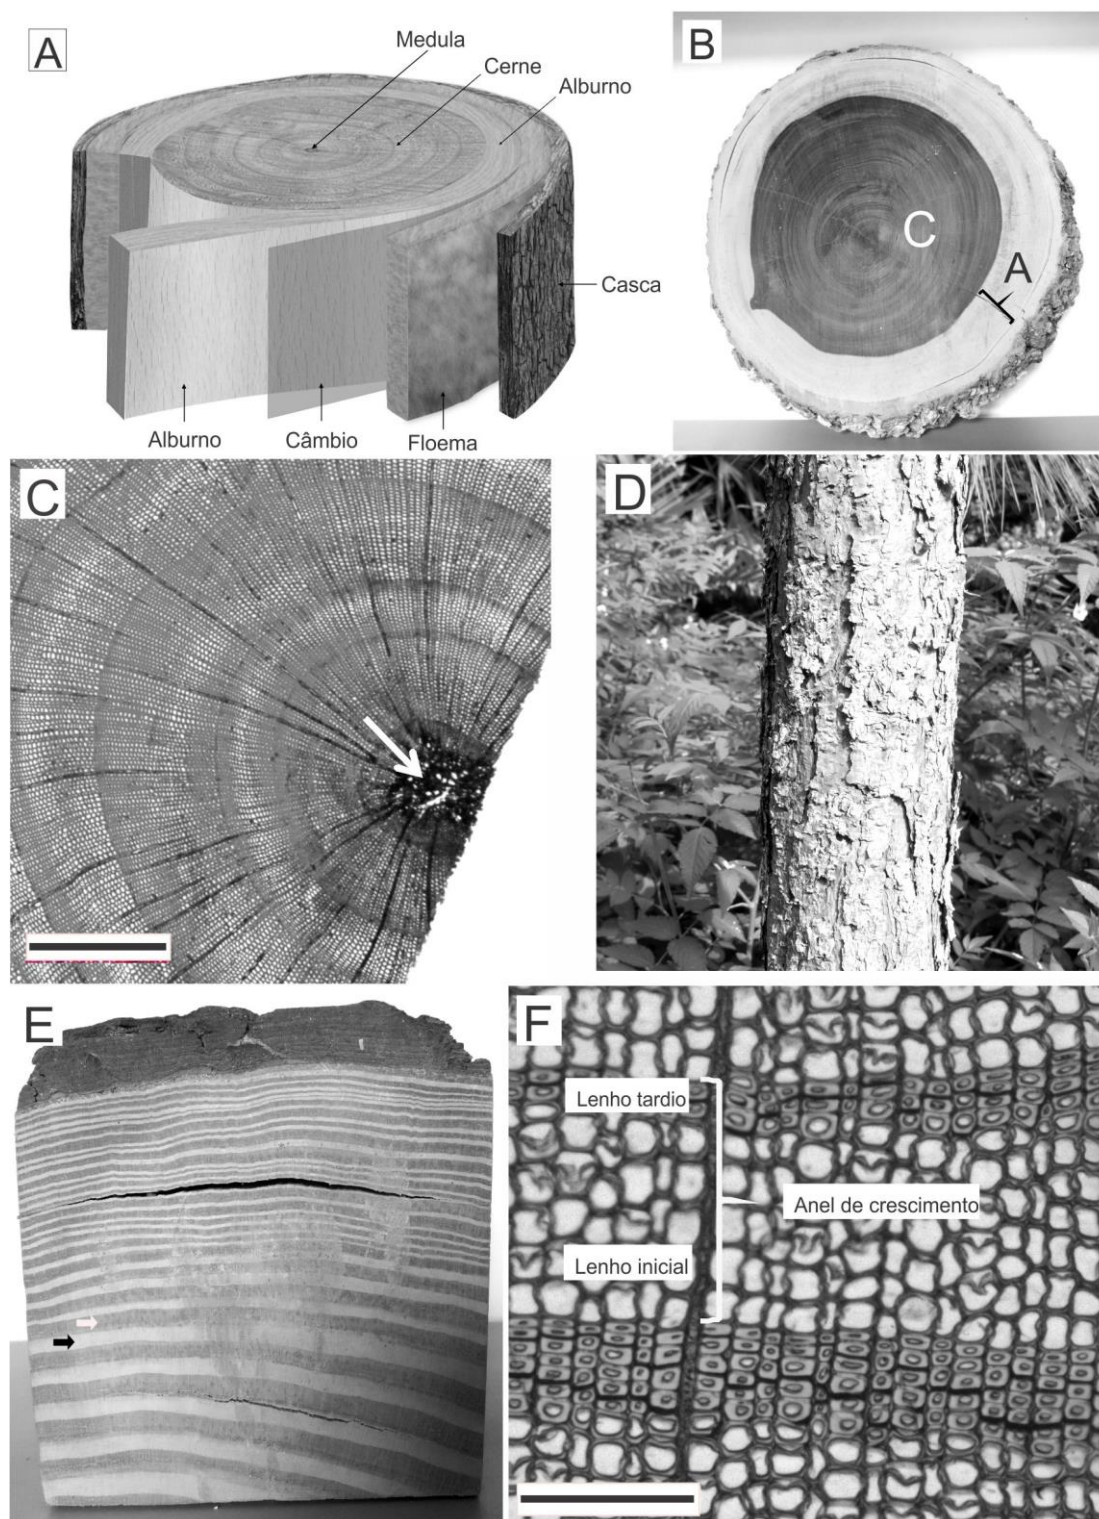 A
Medula
Cerne
Alburno
Casca
Alburno
Câmbio
Floema
B
C
A
C
D
E
F
Lenho tardio
Anel de crescimento
Lenho inicial